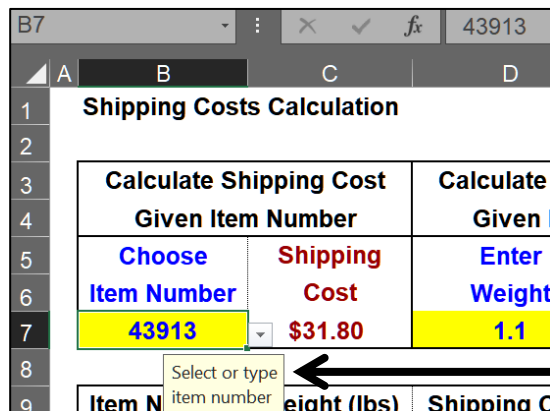 B7 fx 43913
A B C D
1 Shipping Costs Calculation
2
3 Calculate Shipping Cost Calculate
4 Given Item Number Given
5 Choose Shipping Enter
6 Item Number Cost Weight
7 43913 $31.80 1.1
8 Select or type
item number
9 Item eight (lbs) Shipping